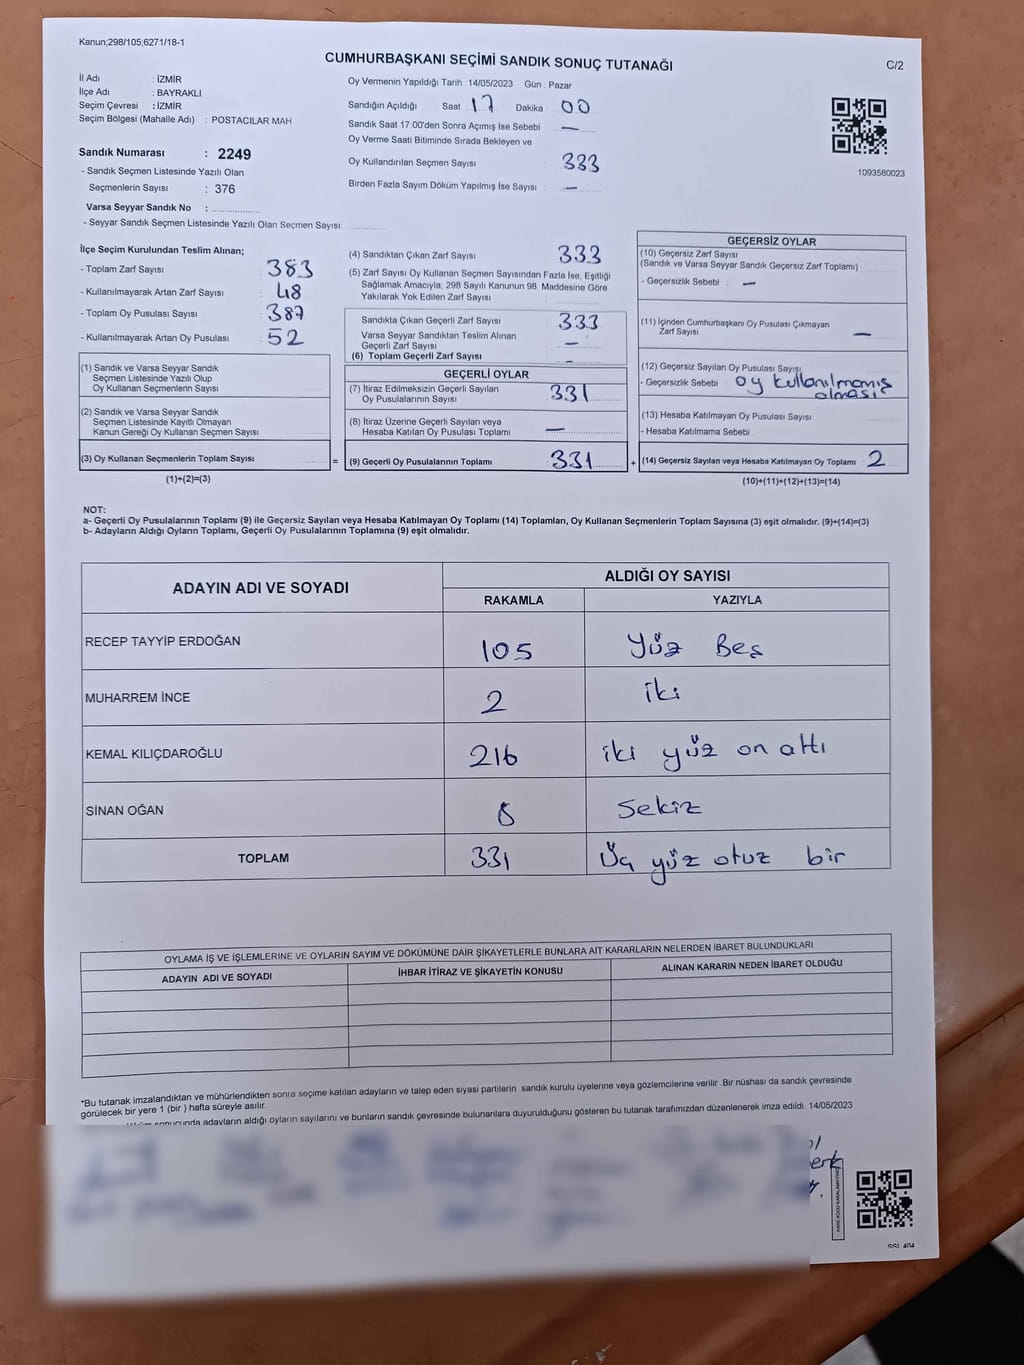 Kanun;298/105;6271/18-1
CUMHURBAŞKANI SEÇİMİ SANDIK SONUÇ TUTANAĞI
C/2
İl Adı : İZMİR
İlçe Adı : BAYRAKLI
Seçim Çevresi : İZMİR
Seçim Bölgesi (Mahalle Adı) : POSTACILAR MAH
Sandık Numarası : 2249
- Sandık Seçmen Listesinde Yazılı Olan
Seçmenlerin Sayısı : 376
Varsa Seyyar Sandık No : ..................
- Seyyar Sandık Seçmen Listesinde Yazılı Olan Seçmen Sayısı: ..............
Oy Vermenin Yapıldığı Tarih : 14/05/2023 Gün : Pazar
Sandığın Açıldığı Saat 17 Dakika : 00
Sandık Saat 17:00'den Sonra Açımış İse Sebebi : —
Oy Verme Saati Bitiminde Sırada Bekleyen ve
Oy Kullandırılan Seçmen Sayısı : 333
Birden Fazla Sayım Döküm Yapılmış İse Sayısı : —
1093580023
İlçe Seçim Kurulundan Teslim Alınan;
- Toplam Zarf Sayısı : 383
- Kullanılmayarak Artan Zarf Sayısı : 48
- Toplam Oy Pusulası Sayısı : 387
- Kullanılmayarak Artan Oy Pusulası : 52
(1) Sandık ve Varsa Seyyar Sandık
Seçmen Listesinde Yazılı Olup
Oy Kullanan Seçmenlerin Sayısı
(2) Sandık ve Varsa Seyyar Sandık
Seçmen Listesinde Kayıtlı Olmayan
Kanun Gereği Oy Kullanan Seçmen Sayısı
(3) Oy Kullanan Seçmenlerin Toplam Sayısı =
(1)+(2)=(3)
(4) Sandıktan Çıkan Zarf Sayısı : 333
(5) Zarf Sayısı Oy Kullanan Seçmen Sayısından Fazla İse, Eşitliği
Sağlamak Amacıyla, 298 Sayılı Kanunun 98. Maddesine Göre
Yakılarak Yok Edilen Zarf Sayısı
Sandıkta Çıkan Geçerli Zarf Sayısı : 333
Varsa Seyyar Sandıktan Teslim Alınan
Geçerli Zarf Sayısı : —
(6) Toplam Geçerli Zarf Sayısı —
GEÇERLİ OYLAR
(7) İtiraz Edilmeksizin Geçerli Sayılan
Oy Pusulalarının Sayısı : 331
(8) İtiraz Üzerine Geçerli Sayılan veya
Hesaba Katılan Oy Pusulası Toplamı —
(9) Geçerli Oy Pusulalarının Toplamı : 331 +
GEÇERSİZ OYLAR
(10) Geçersiz Zarf Sayısı
(Sandık ve Varsa Seyyar Sandık Geçersiz Zarf Toplamı)
- Geçersizlik Sebebi : —
(11) İçinden Cumhurbaşkanı Oy Pusulası Çıkmayan
Zarf Sayısı —
(12) Geçersiz Sayılan Oy Pusulası Sayısı
- Geçersizlik Sebebi : oy kullanılmamış
olması
(13) Hesaba Katılmayan Oy Pusulası Sayısı
- Hesaba Katılmama Sebebi
(14) Geçersiz Sayılan veya Hesaba Katılmayan Oy Toplamı : 2
(10)+(11)+(12)+(13)=(14)
NOT:
a- Geçerli Oy Pusulalarının Toplamı (9) ile Geçersiz Sayılan veya Hesaba Katılmayan Oy Toplamı (14) Toplamları, Oy Kullanan Seçmenlerin Toplam Sayısına (3) eşit olmalıdır. (9)+(14)=(3)
b- Adayların Aldığı Oyların Toplamı, Geçerli Oy Pusulalarının Toplamına (9) eşit olmalıdır.
ADAYIN ADI VE SOYADI
ALDIĞI OY SAYISI
RAKAMLA YAZIYLA
RECEP TAYYİP ERDOĞAN 105 Yüz Beş
MUHARREM İNCE 2 iki
KEMAL KILIÇDAROĞLU 216 iki yüz on altı
SİNAN OĞAN 8 Sekiz
TOPLAM 331 Üç yüz otuz bir
OYLAMA İŞ VE İŞLEMLERİNE VE OYLARIN SAYIM VE DÖKÜMÜNE DAİR ŞİKAYETLERLE BUNLARA AİT KARARLARIN NELERDEN İBARET BULUNDUKLARI
ADAYIN ADI VE SOYADI İHBAR İTİRAZ VE ŞİKAYETİN KONUSU ALINAN KARARIN NEDEN İBARET OLDUĞU
*Bu tutanak imzalandıktan ve mühürlendikten sonra seçime katılan adayların ve talep eden siyasi partilerin sandık kurulu üyelerine veya gözlemcilerine verilir .Bir nüshası da sandık çevresinde
görülecek bir yere 1 (bir ) hafta süreyle asılır.
sonucunda adayların aldığı oyların sayılarını ve bunların sandık çevresinde bulunanlara duyurulduğunu gösteren bu tutanak tarafımızdan düzenlenerek imza edildi. 14/05/2023